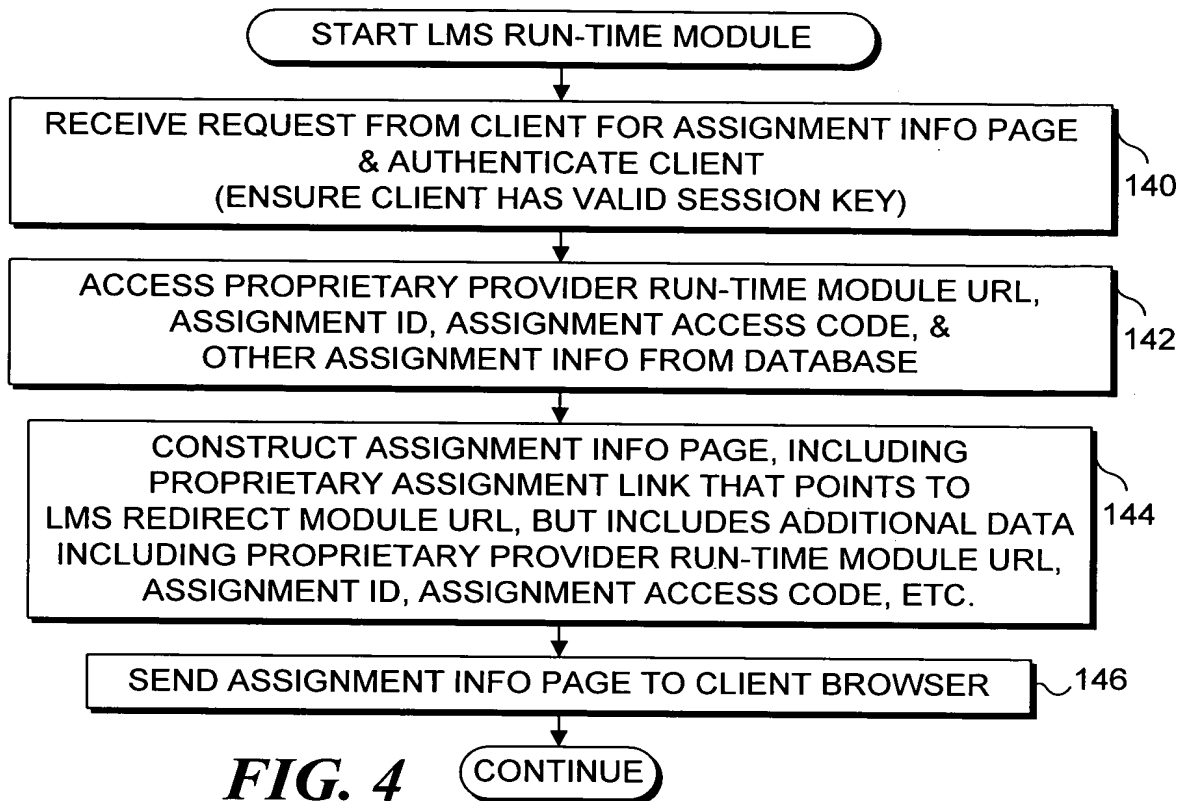 START LMS RUN-TIME MODULE
RECEIVE REQUEST FROM CLIENT FOR ASSIGNMENT INFO PAGE
& AUTHENTICATE CLIENT
(ENSURE CLIENT HAS VALID SESSION KEY)
140
ACCESS PROPRIETARY PROVIDER RUN-TIME MODULE URL,
ASSIGNMENT ID, ASSIGNMENT ACCESS CODE, &
OTHER ASSIGNMENT INFO FROM DATABASE
142
CONSTRUCT ASSIGNMENT INFO PAGE, INCLUDING
PROPRIETARY ASSIGNMENT LINK THAT POINTS TO
LMS REDIRECT MODULE URL, BUT INCLUDES ADDITIONAL DATA
INCLUDING PROPRIETARY PROVIDER RUN-TIME MODULE URL,
ASSIGNMENT ID, ASSIGNMENT ACCESS CODE, ETC.
144
SEND ASSIGNMENT INFO PAGE TO CLIENT BROWSER
146
FIG. 4
CONTINUE